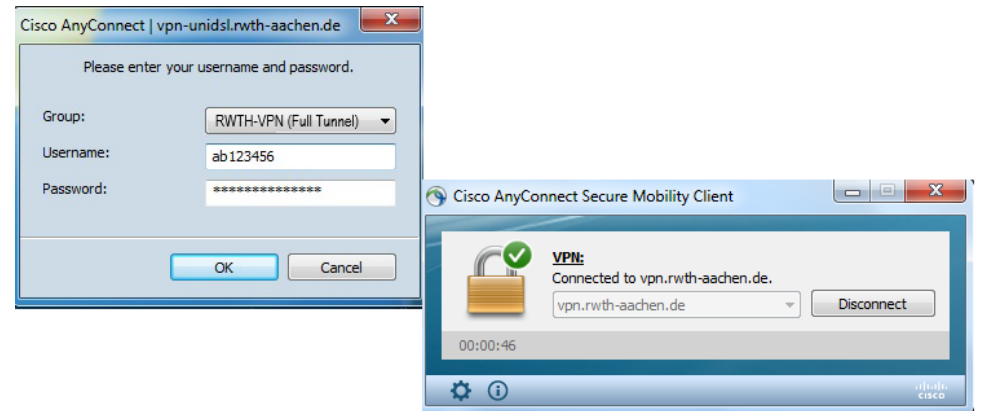 Cisco AnyConnect | vpn-unidsl.rwth-aachen.de
Please enter your username and password.
Group:
RWTH-VPN (Full Tunnel)
Username:
ab123456
Password:
**************
OK
Cancel
Cisco AnyConnect Secure Mobility Client
VPN:
Connected to vpn.rwth-aachen.de.
vpn.rwth-aachen.de
Disconnect
00:00:46
CISCO